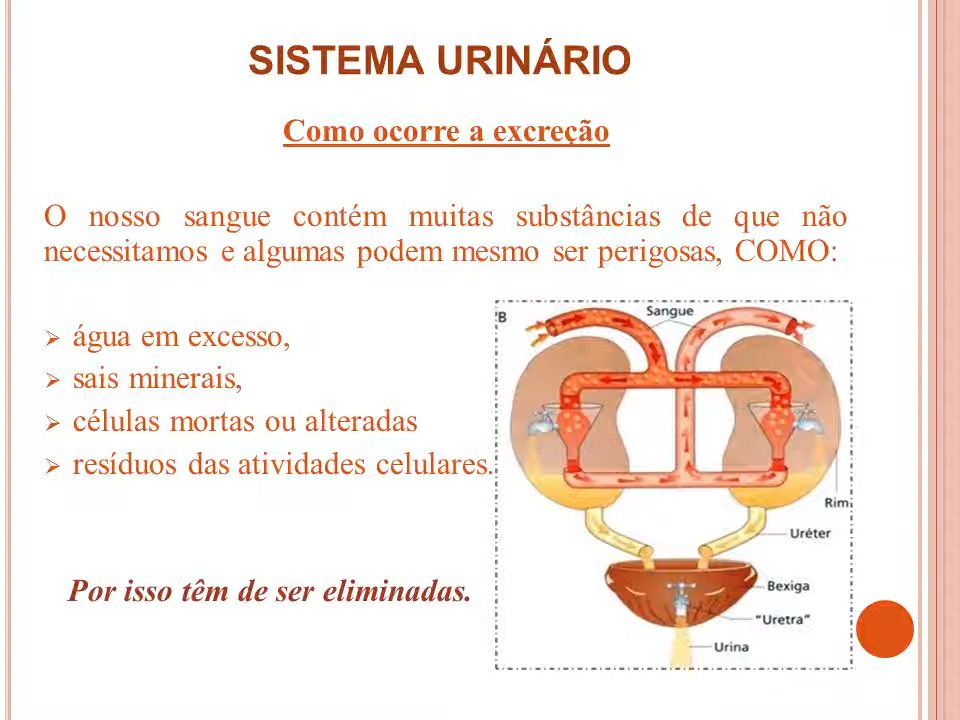 SISTEMA URINÁRIO
Como ocorre a excreção
O nosso sangue contém muitas substâncias de que não
necessitamos e algumas podem mesmo ser perigosas, COMO:
água em excesso,
sais minerais,
células mortas ou alteradas
resíduos das atividades celulares.
Por isso têm de ser eliminadas.
B
Sangue
Rim
Uréter
Bexiga
"Uretra"
Urina